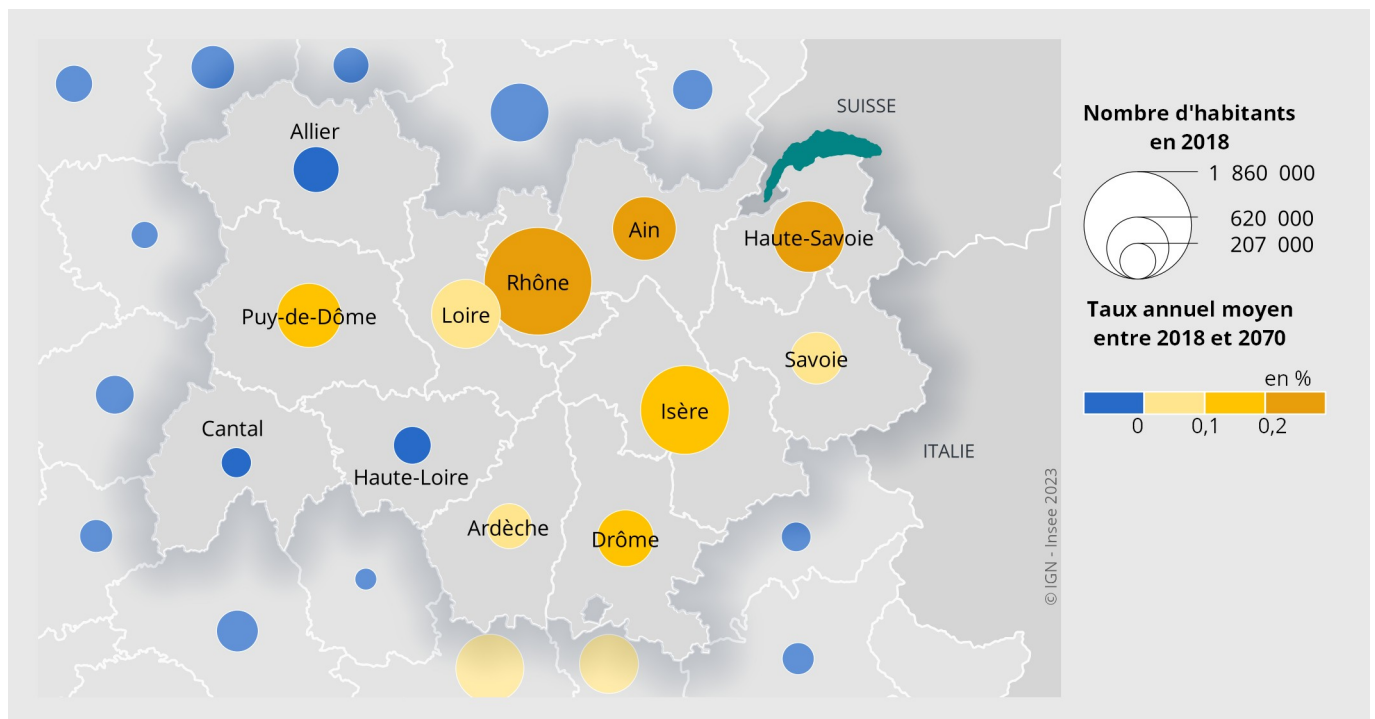 SUISSE
Allier
Ain
Haute-Savoie
Rhône
Puy-de-Dôme
Loire
Savoie
Isère
Cantal
ITALIE
Haute-Loire
Ardèche
Drôme
© IGN - Insee 2023
Nombre d'habitants
en 2018
1 860 000
620 000
207 000
Taux annuel moyen
entre 2018 et 2070
en %
0 0,1 0,2